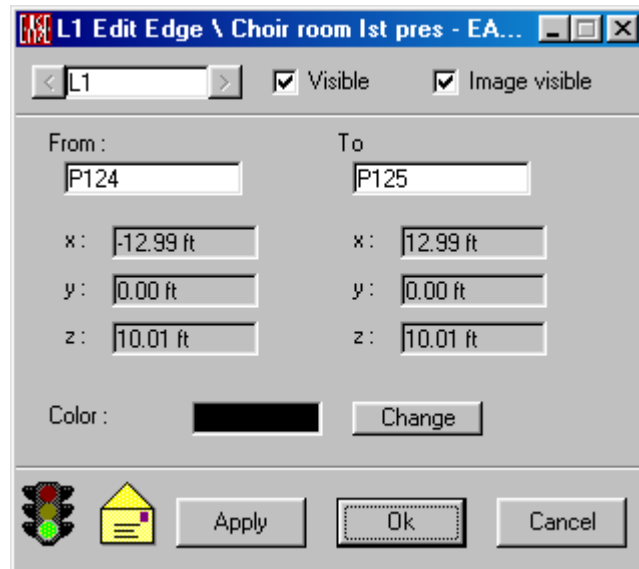 L1 Edit Edge \ Choir room Ist pres - EA...
< L1 > Visible Image visible
From : To
P124 P125
x : -12.99 ft x : 12.99 ft
y : 0.00 ft y : 0.00 ft
z : 10.01 ft z : 10.01 ft
Color : Change
Apply Ok Cancel